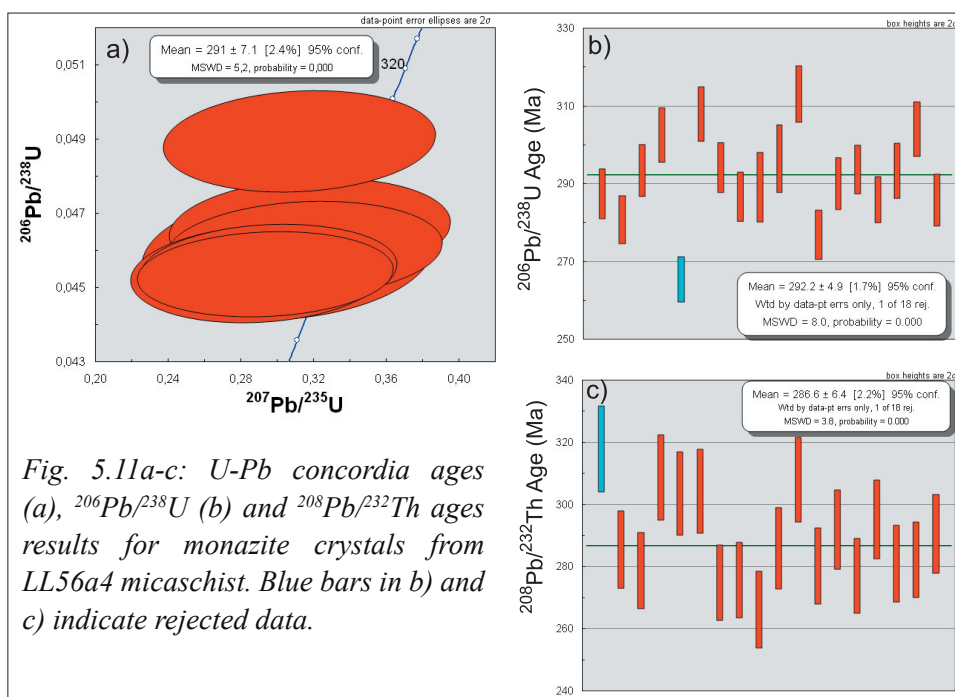 data-point error ellipses are 2σ
a)
Mean = 291 ± 7.1 [2.4%] 95% conf.
MSWD = 5,2, probability = 0,000
320
0,051
0,049
0,047
0,045
0,043
206Pb/238U
0,20 0,24 0,28 0,32 0,36 0,40
207Pb/235U
box heights are 2σ
b)
330
310
290
270
250
206Pb/238U Age (Ma)
Mean = 292.2 ± 4.9 [1.7%] 95% conf.
Wtd by data-pt errs only, 1 of 18 rej.
MSWD = 8.0, probability = 0.000
box heights are 2σ
c)
Mean = 286.6 ± 6.4 [2.2%] 95% conf.
Wtd by data-pt errs only, 1 of 18 rej.
MSWD = 3.8, probability = 0.000
340
320
300
280
260
240
208Pb/232Th Age (Ma)
Fig. 5.11a-c: U-Pb concordia ages
(a), 206Pb/238U (b) and 208Pb/232Th ages
results for monazite crystals from
LL56a4 micaschist. Blue bars in b) and
c) indicate rejected data.